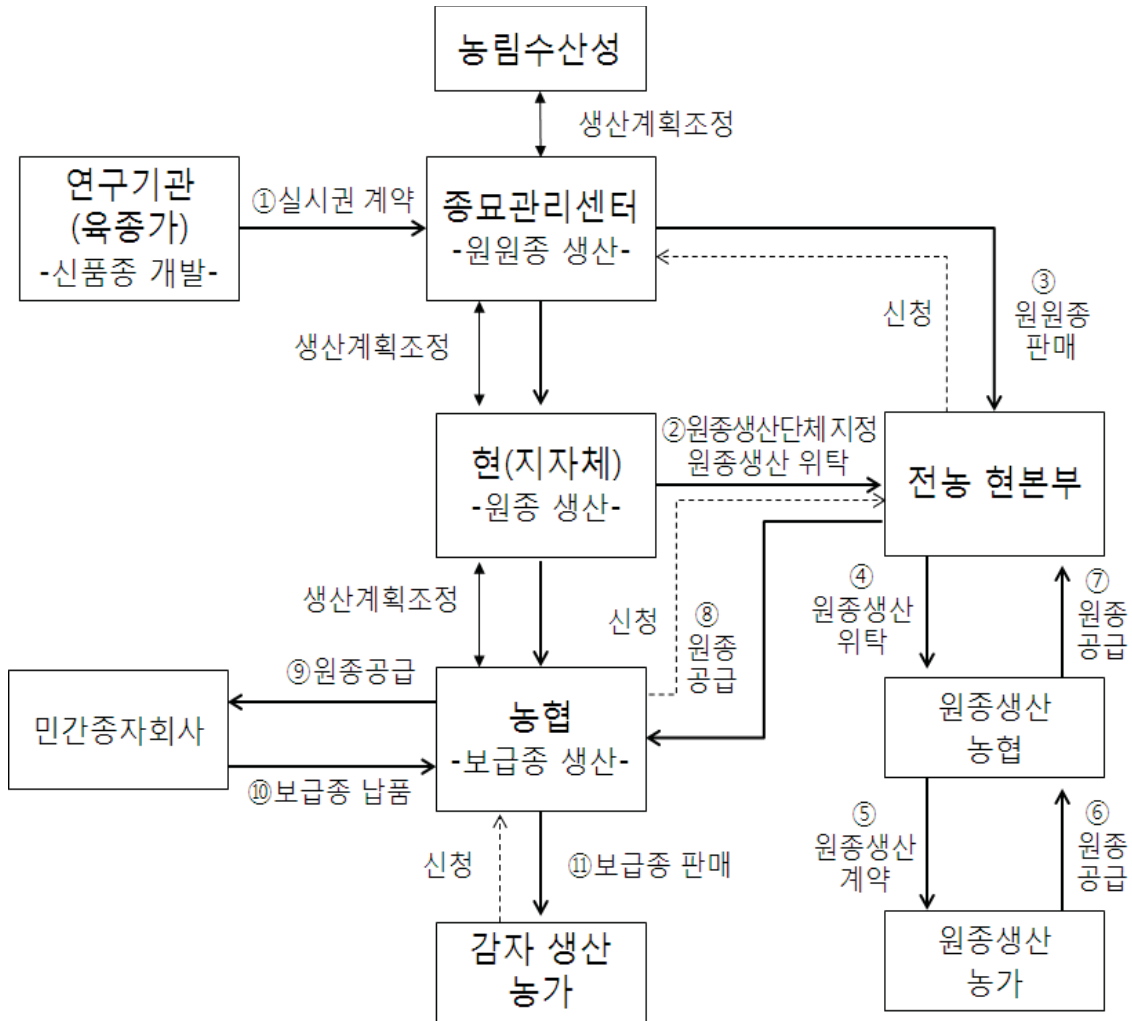 농림수산성
생산계획조정
연구기관
(육종가)
-신품종 개발-
①실시권 계약
종묘관리센터
-원원종 생산-
③
원원종
판매
신청
생산계획조정
현(지자체)
-원종 생산-
②원종생산단체 지정
원종생산 위탁
전농 현본부
생산계획조정
신청
⑧
원종
공급
④
원종생산
위탁
⑦
원종
공급
민간종자회사
⑨원종공급
⑩보급종 납품
농협
-보급종 생산-
원종생산
농협
신청
⑪보급종 판매
⑤
원종생산
계약
⑥
원종
공급
감자 생산
농가
원종생산
농가